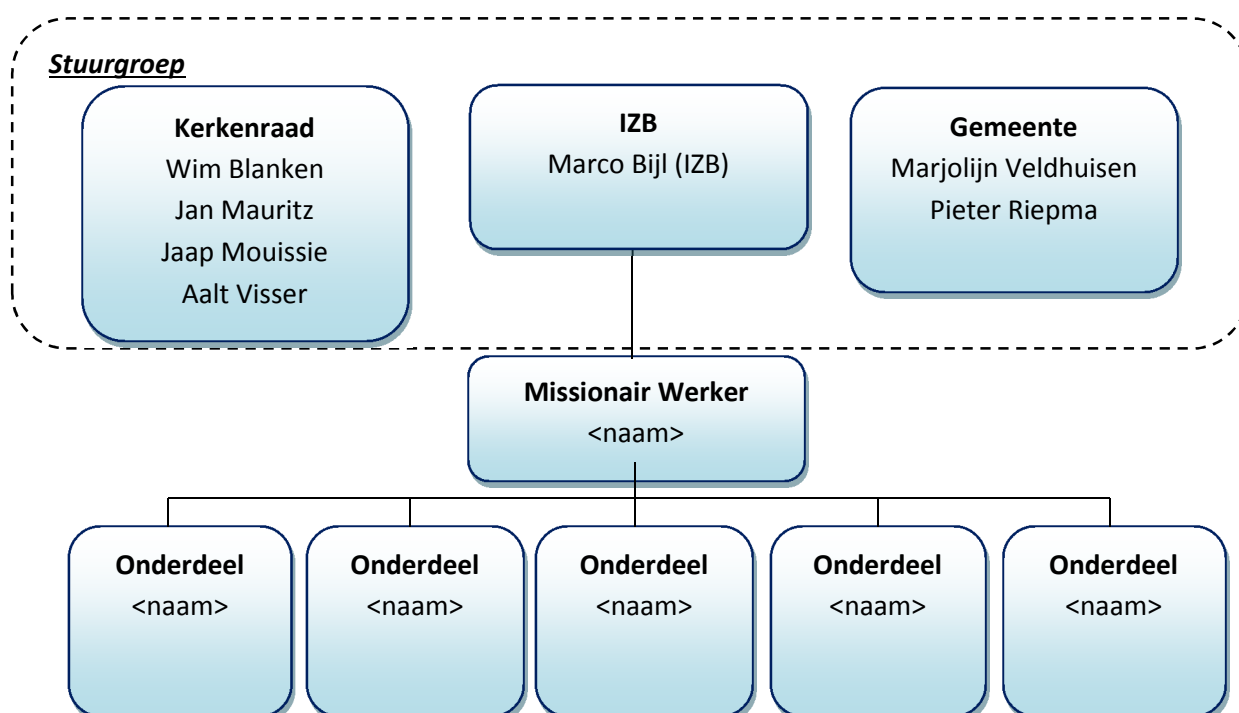 Stuurgroep
Kerkenraad
Wim Blanken
Jan Mauritz
Jaap Mouissie
Aalt Visser
IZB
Marco Bijl (IZB)
Gemeente
Marjolijn Veldhuisen
Pieter Riepma
Missionair Werker
<naam>
Onderdeel
<naam>
Onderdeel
<naam>
Onderdeel
<naam>
Onderdeel
<naam>
Onderdeel
<naam>